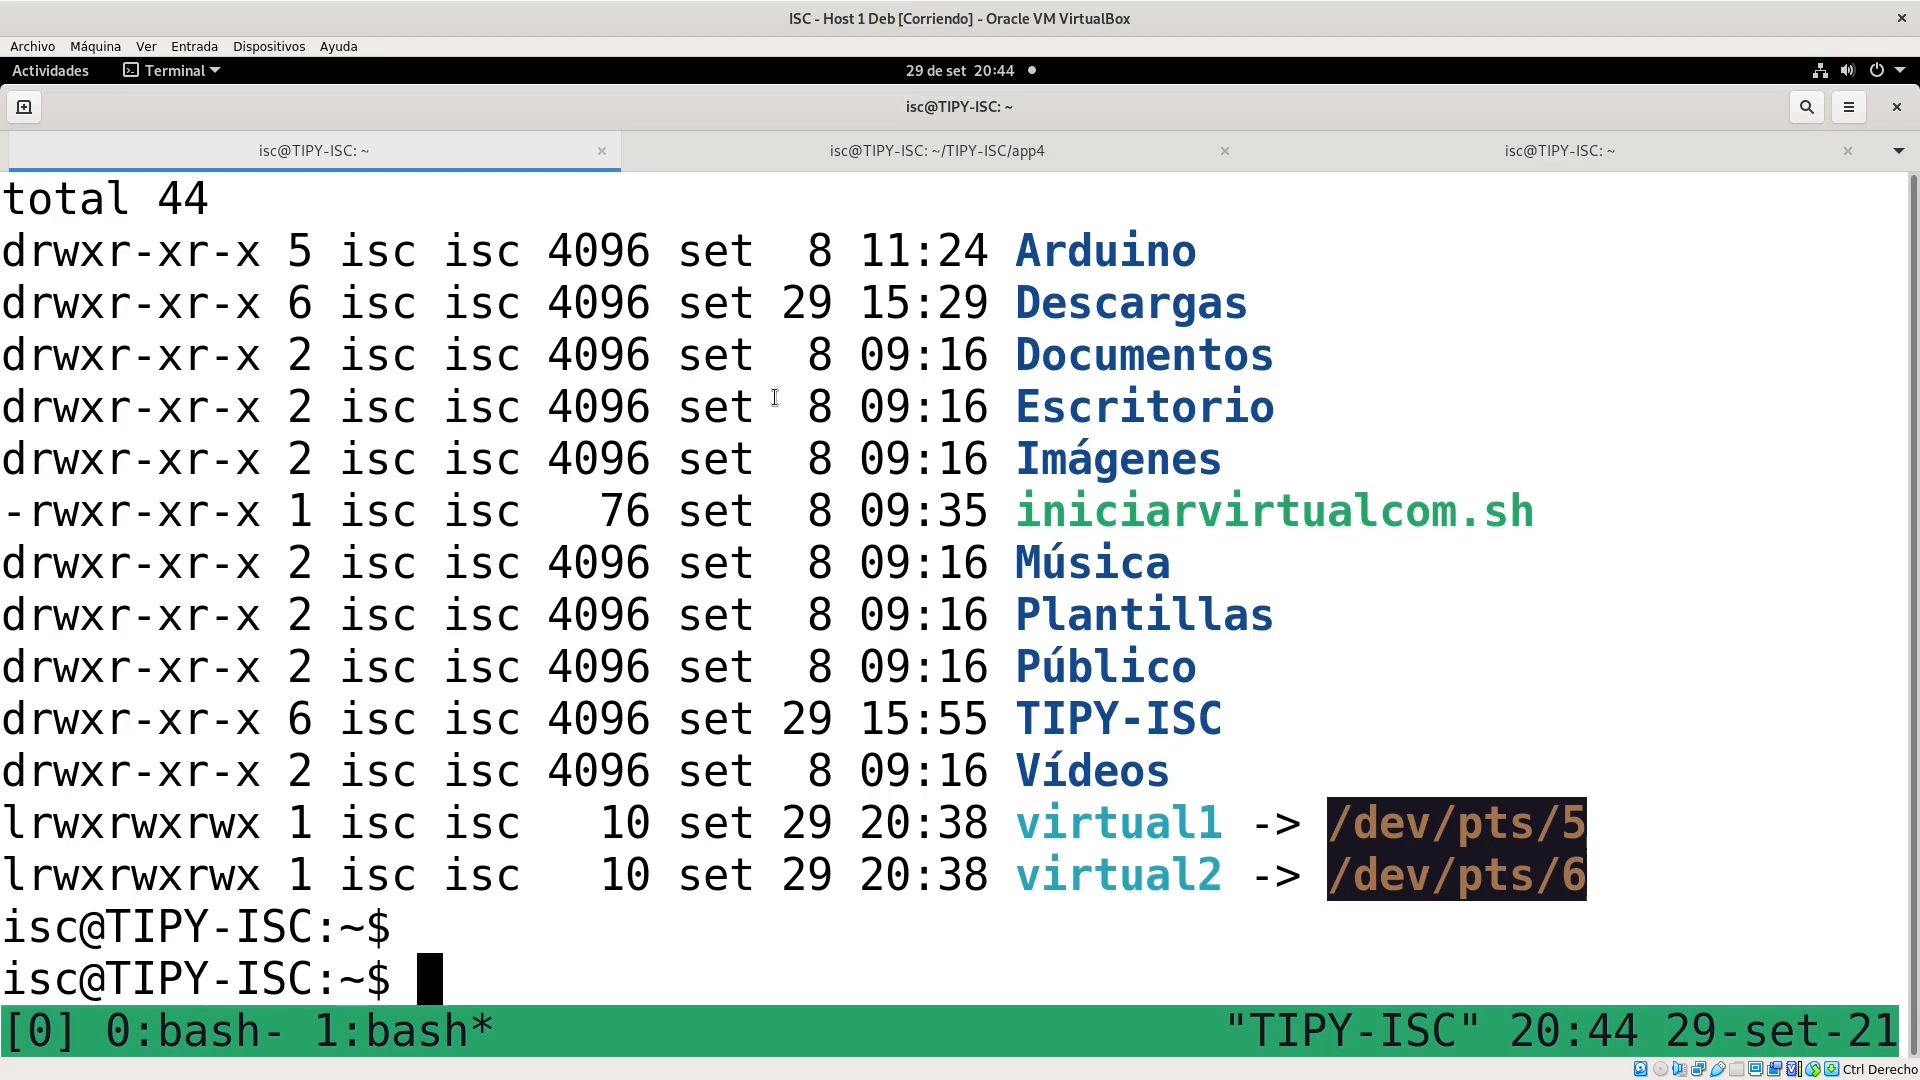 ISC - Host 1 Deb [Corriendo] - Oracle VM VirtualBox
Archivo Máquina Ver Entrada Dispositivos Ayuda
Actividades Terminal 29 de set 20:44
isc@TIPY-ISC: ~
isc@TIPY-ISC: ~ isc@TIPY-ISC: ~/TIPY-ISC/app4 isc@TIPY-ISC: ~
total 44
drwxr-xr-x 5 isc isc 4096 set  8 11:24 Arduino
drwxr-xr-x 6 isc isc 4096 set 29 15:29 Descargas
drwxr-xr-x 2 isc isc 4096 set  8 09:16 Documentos
drwxr-xr-x 2 isc isc 4096 set  8 09:16 Escritorio
drwxr-xr-x 2 isc isc 4096 set  8 09:16 Imágenes
-rwxr-xr-x 1 isc isc   76 set  8 09:35 iniciarvirtualcom.sh
drwxr-xr-x 2 isc isc 4096 set  8 09:16 Música
drwxr-xr-x 2 isc isc 4096 set  8 09:16 Plantillas
drwxr-xr-x 2 isc isc 4096 set  8 09:16 Público
drwxr-xr-x 6 isc isc 4096 set 29 15:55 TIPY-ISC
drwxr-xr-x 2 isc isc 4096 set  8 09:16 Vídeos
lrwxrwxrwx 1 isc isc   10 set 29 20:38 virtual1 -> /dev/pts/5
lrwxrwxrwx 1 isc isc   10 set 29 20:38 virtual2 -> /dev/pts/6
isc@TIPY-ISC:~$
isc@TIPY-ISC:~$
[0] 0:bash- 1:bash* "TIPY-ISC" 20:44 29-set-21
Ctrl Derecho